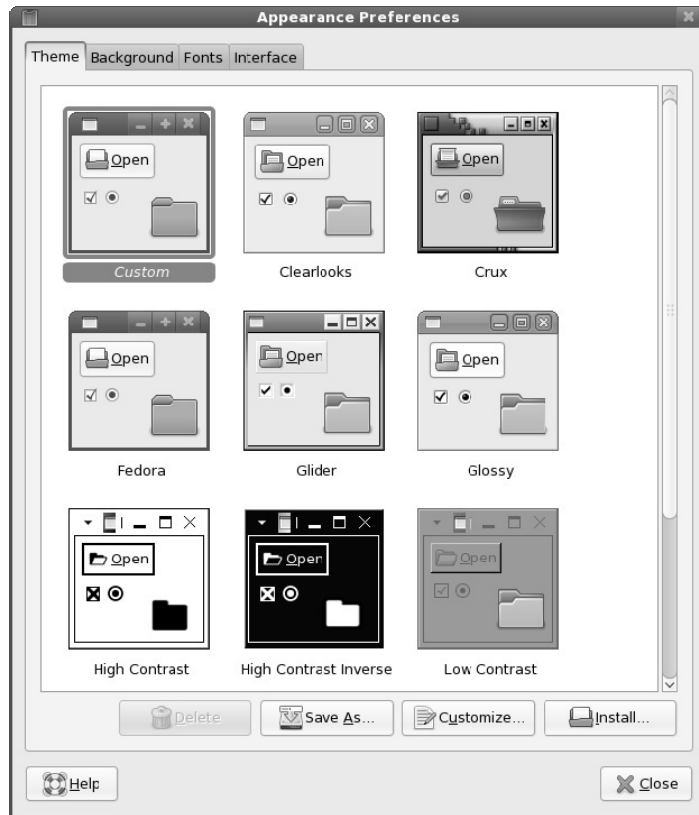 Appearance Preferences
Theme Background Fonts Interface
Open Open Open
Custom Clearlooks Crux
Open Open Open
Fedora Glider Glossy
Open Open Open
High Contrast High Contrast Inverse Low Contrast
Delete Save As... Customize... Install...
Help Close